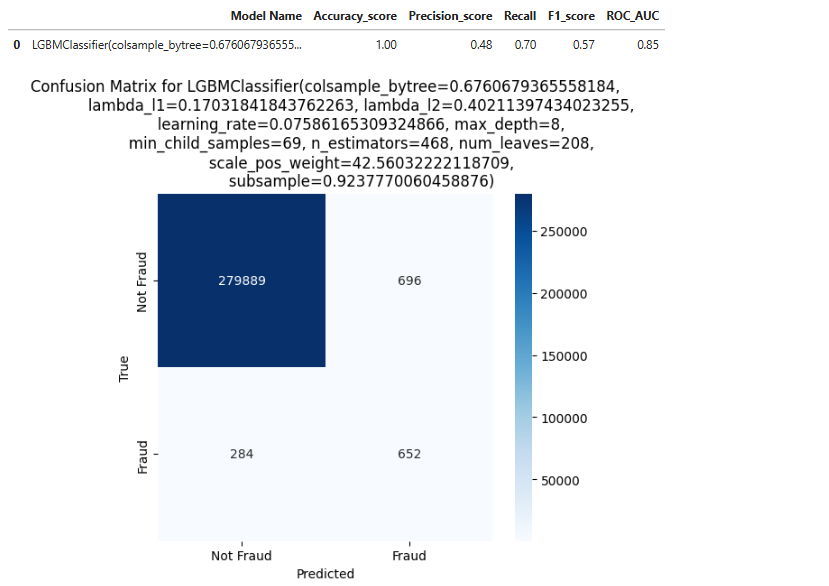 Model Name Accuracy_score Precision_score Recall F1_score ROC_AUC
0 LGBMClassifier(colsample_bytree=0.676067936555... 1.00 0.48 0.70 0.57 0.85
Confusion Matrix for LGBMClassifier(colsample_bytree=0.6760679365558184,
lambda_l1=0.17031841843762263, lambda_l2=0.40211397434023255,
learning_rate=0.07586165309324866, max_depth=8,
min_child_samples=69, n_estimators=468, num_leaves=208,
scale_pos_weight=42.56032222118709,
subsample=0.9237770060458876)
250000
Not Fraud 279889 696
200000
150000
True
100000
Fraud 284 652
50000
Not Fraud Fraud
Predicted